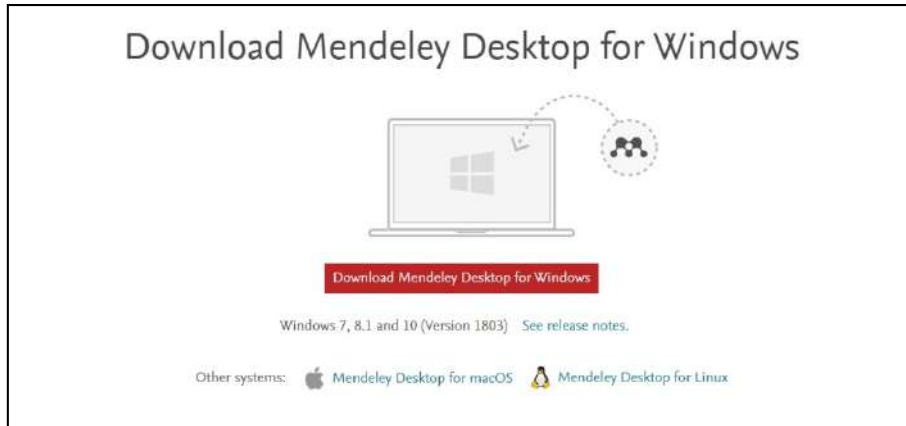 Download Mendeley Desktop for Windows
Download Mendeley Desktop for Windows
Windows 7, 8.1 and 10 (Version 1803) See release notes.
Other systems: Mendeley Desktop for macOS Mendeley Desktop for Linux